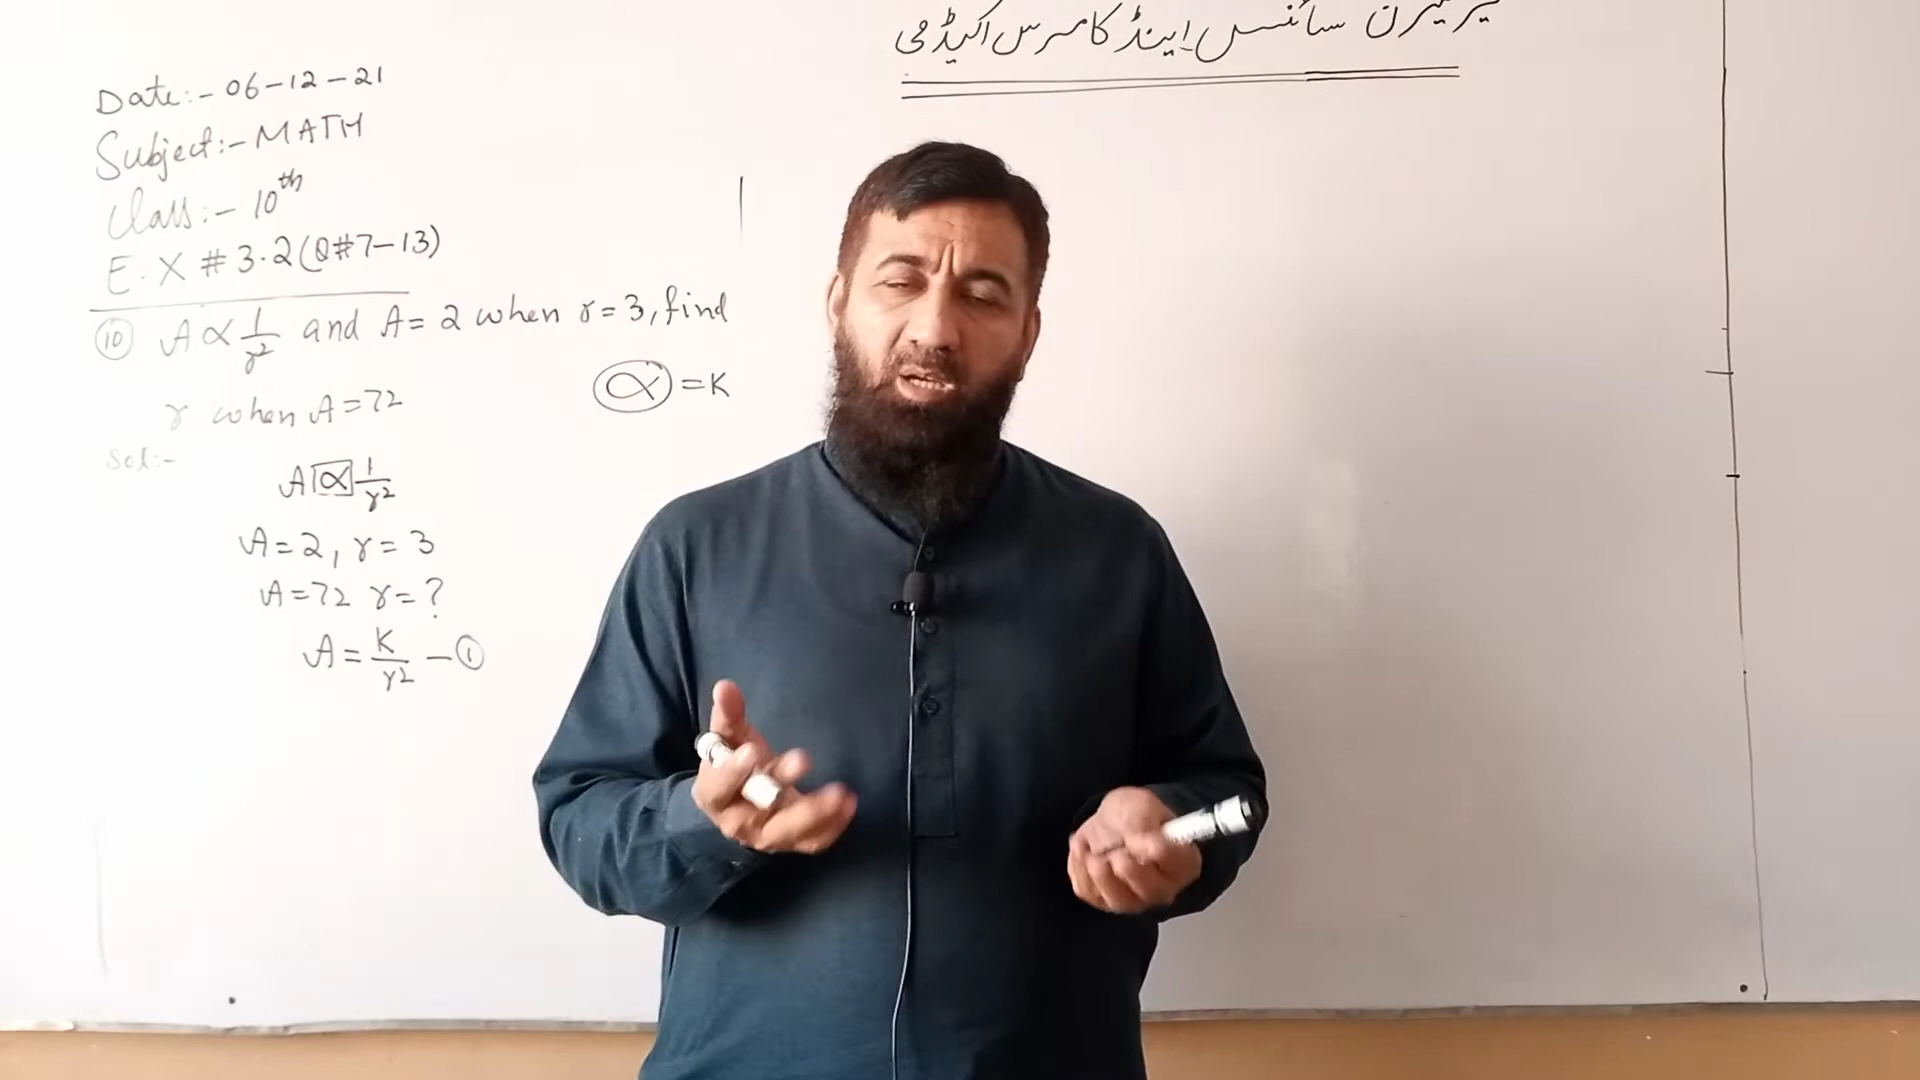 سائنس اینڈ کامرس اکیڈمی
Date:- 06-12-21
Subject:- MATH
Class:- 10th
E.X # 3.2 (Q#7-13)
10 A ∝ 1/r² and A = 2 when r = 3, find
r when A = 72
∝ = K
Sol:-
A ∝ 1/r²
A = 2, r = 3
A = 72 r = ?
A = K/r² - 1